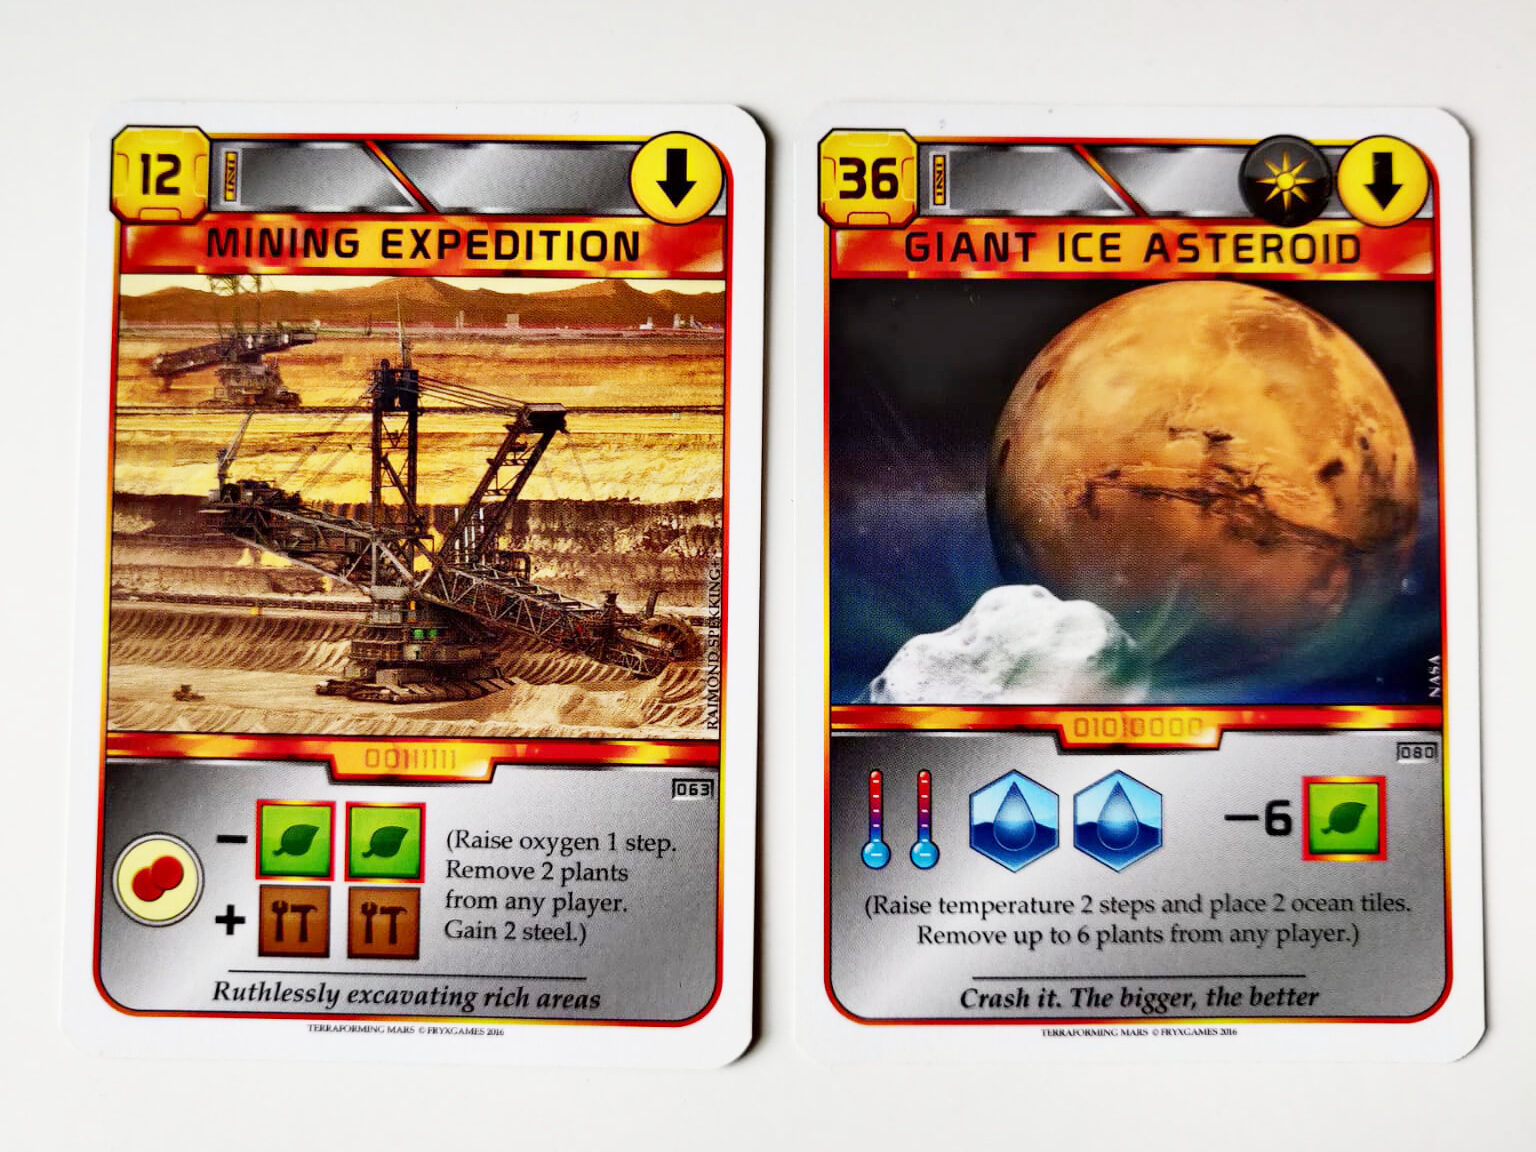 12
MINING EXPEDITION
RAIMOND SPEKKING+
00111111
063
−
+
(Raise oxygen 1 step.
Remove 2 plants
from any player.
Gain 2 steel.)
Ruthlessly excavating rich areas
TERRAFORMING MARS © FRYXGAMES 2016
36
GIANT ICE ASTEROID
NASA
01010000
080
−6
(Raise temperature 2 steps and place 2 ocean tiles.
Remove up to 6 plants from any player.)
Crash it. The bigger, the better
TERRAFORMING MARS © FRYXGAMES 2016